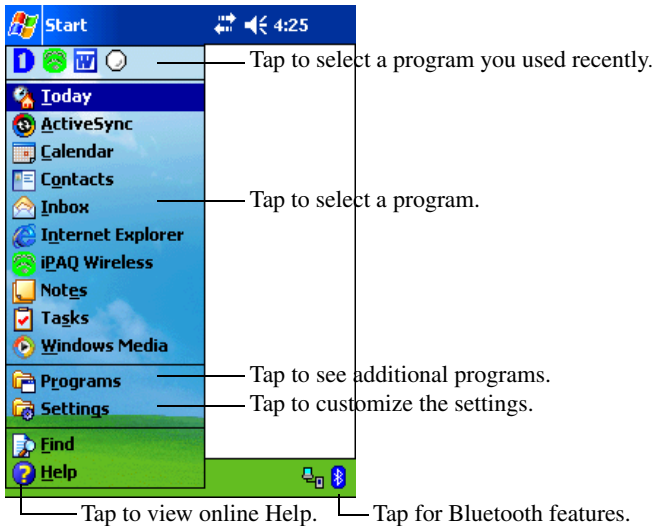 Start 4:25
1 W Tap to select a program you used recently.
Today
ActiveSync
Calendar
Contacts
Inbox Tap to select a program.
Internet Explorer
iPAQ Wireless
Notes
Tasks
Windows Media
Programs Tap to see additional programs.
Settings Tap to customize the settings.
Find
Help
Tap to view online Help. Tap for Bluetooth features.